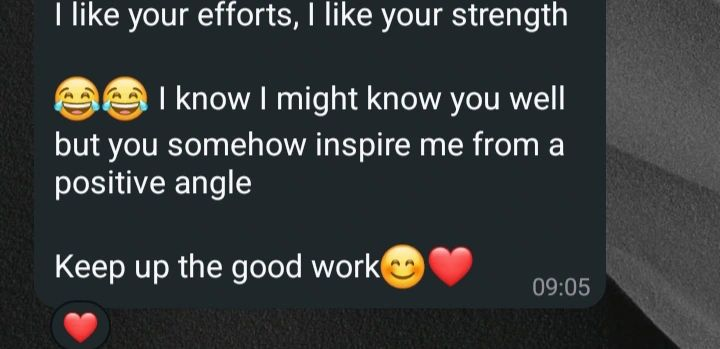 I like your efforts, I like your strength
😂😂 I know I might know you well
but you somehow inspire me from a
positive angle
Keep up the good work😊❤️
09:05
❤️